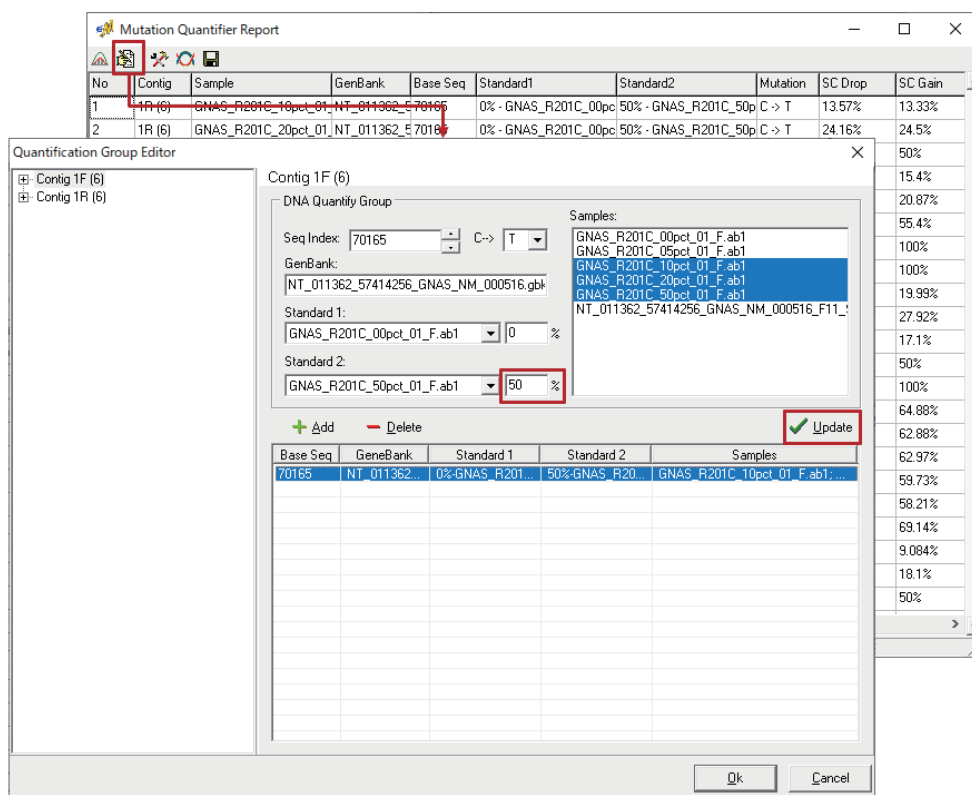 Mutation Quantifier Report
No Contig Sample GenBank Base Seq Standard1 Standard2 Mutation SC Drop SC Gain
1 1R (6) GNAS_R201C_10pct_01_ NT_011362_5 70165 0% - GNAS_R201C_00pc 50% - GNAS_R201C_50p C -> T 13.57% 13.33%
2 1R (6) GNAS_R201C_20pct_01_ NT_011362_5 70165 0% - GNAS_R201C_00pc 50% - GNAS_R201C_50p C -> T 24.16% 24.5%
50%
15.4%
20.87%
55.4%
100%
100%
19.99%
27.92%
17.1%
50%
100%
64.88%
62.88%
62.97%
59.73%
58.21%
69.14%
9.084%
18.1%
50%
Quantification Group Editor
Contig 1F (6)
Contig 1R (6)
Contig 1F (6)
DNA Quantify Group
Seq Index: 70165 C--> T
GenBank:
NT_011362_57414256_GNAS_NM_000516.gbk
Standard 1:
GNAS_R201C_00pct_01_F.ab1 0 %
Standard 2:
GNAS_R201C_50pct_01_F.ab1 50 %
Samples:
GNAS_R201C_00pct_01_F.ab1
GNAS_R201C_05pct_01_F.ab1
GNAS_R201C_10pct_01_F.ab1
GNAS_R201C_20pct_01_F.ab1
GNAS_R201C_50pct_01_F.ab1
NT_011362_57414256_GNAS_NM_000516_F11_
Add Delete Update
Base Seq GeneBank Standard 1 Standard 2 Samples
70165 NT_011362... 0%-GNAS_R201... 50%-GNAS_R20... GNAS_R201C_10pct_01_F.ab1; ...
Ok Cancel